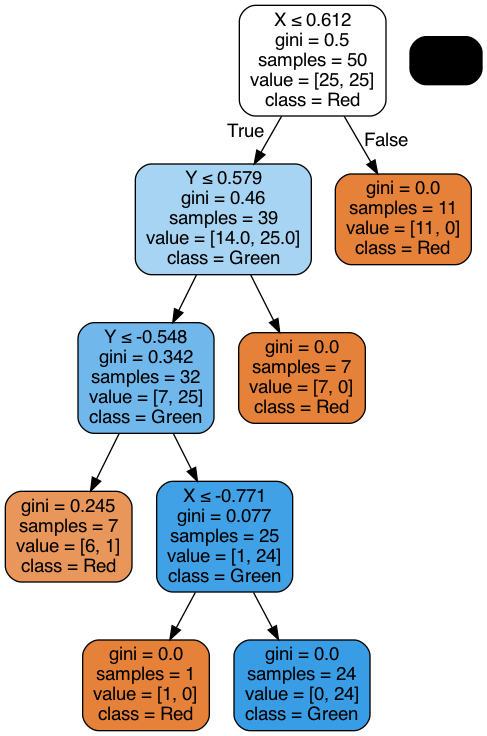 X ≤ 0.612
gini = 0.5
samples = 50
value = [25, 25]
class = Red
True
False
Y ≤ 0.579
gini = 0.46
samples = 39
value = [14.0, 25.0]
class = Green
gini = 0.0
samples = 11
value = [11, 0]
class = Red
Y ≤ -0.548
gini = 0.342
samples = 32
value = [7, 25]
class = Green
gini = 0.0
samples = 7
value = [7, 0]
class = Red
gini = 0.245
samples = 7
value = [6, 1]
class = Red
X ≤ -0.771
gini = 0.077
samples = 25
value = [1, 24]
class = Green
gini = 0.0
samples = 1
value = [1, 0]
class = Red
gini = 0.0
samples = 24
value = [0, 24]
class = Green